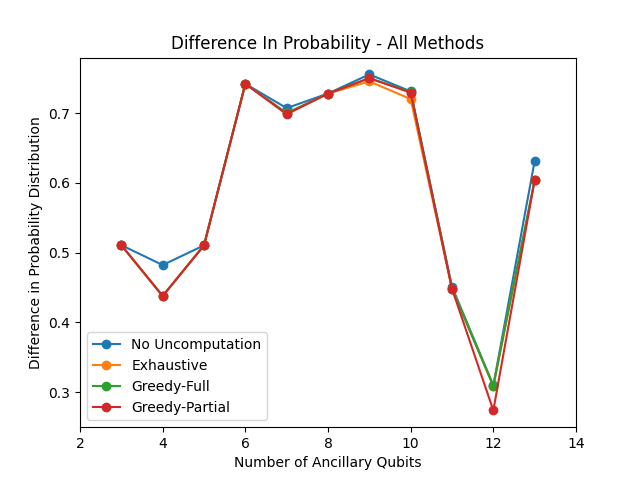 Difference In Probability - All Methods
Difference in Probability Distribution
0.7
0.6
0.5
0.4
0.3
No Uncomputation
Exhaustive
Greedy-Full
Greedy-Partial
2 4 6 8 10 12 14
Number of Ancillary Qubits